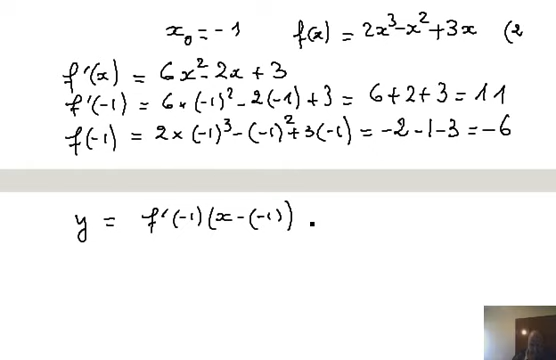 x₀ = -1 f(x) = 2x³ - x² + 3x (2
f'(x) = 6x² - 2x + 3
f'(-1) = 6 × (-1)² - 2(-1) + 3 = 6 + 2 + 3 = 11
f(-1) = 2 × (-1)³ - (-1)² + 3(-1) = -2 - 1 - 3 = -6
y = f'(-1)(x - (-1)) .